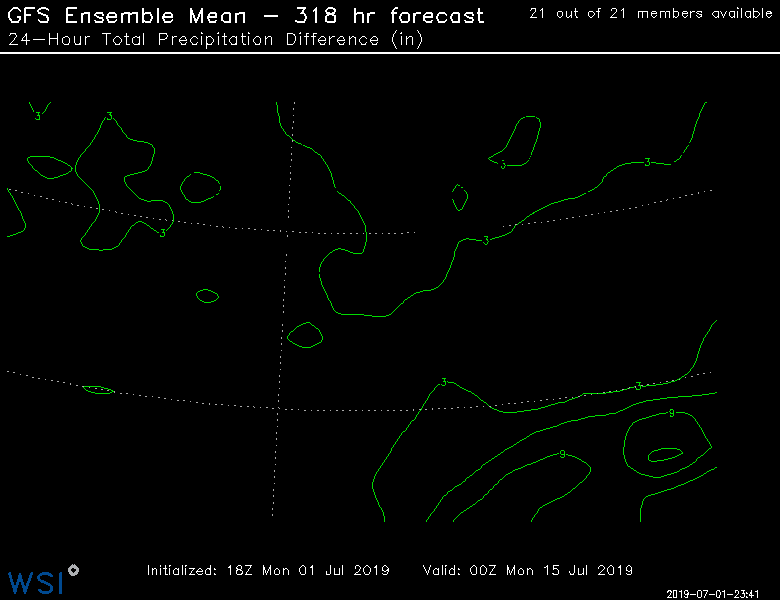 GFS Ensemble Mean – 318 hr forecast
21 out of 21 members available
24–Hour Total Precipitation Difference (in)
3
3
3
3
3
3
3
3
9
9
Initialized: 18Z Mon 01 Jul 2019
Valid: 00Z Mon 15 Jul 2019
WSI
2019-07-01-23:41